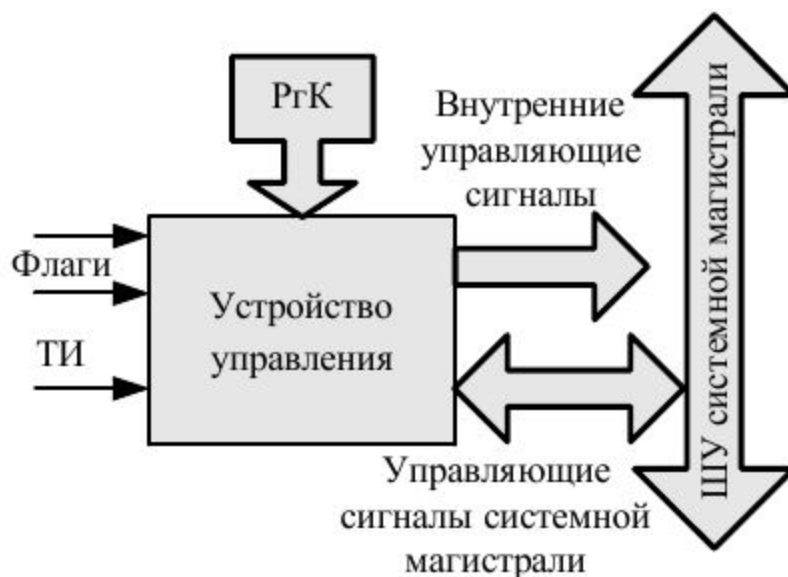 РгК
Внутренние
управляющие
сигналы
Флаги
ТИ
Устройство
управления
Управляющие
сигналы системной
магистрали
ШУ системной магистрали